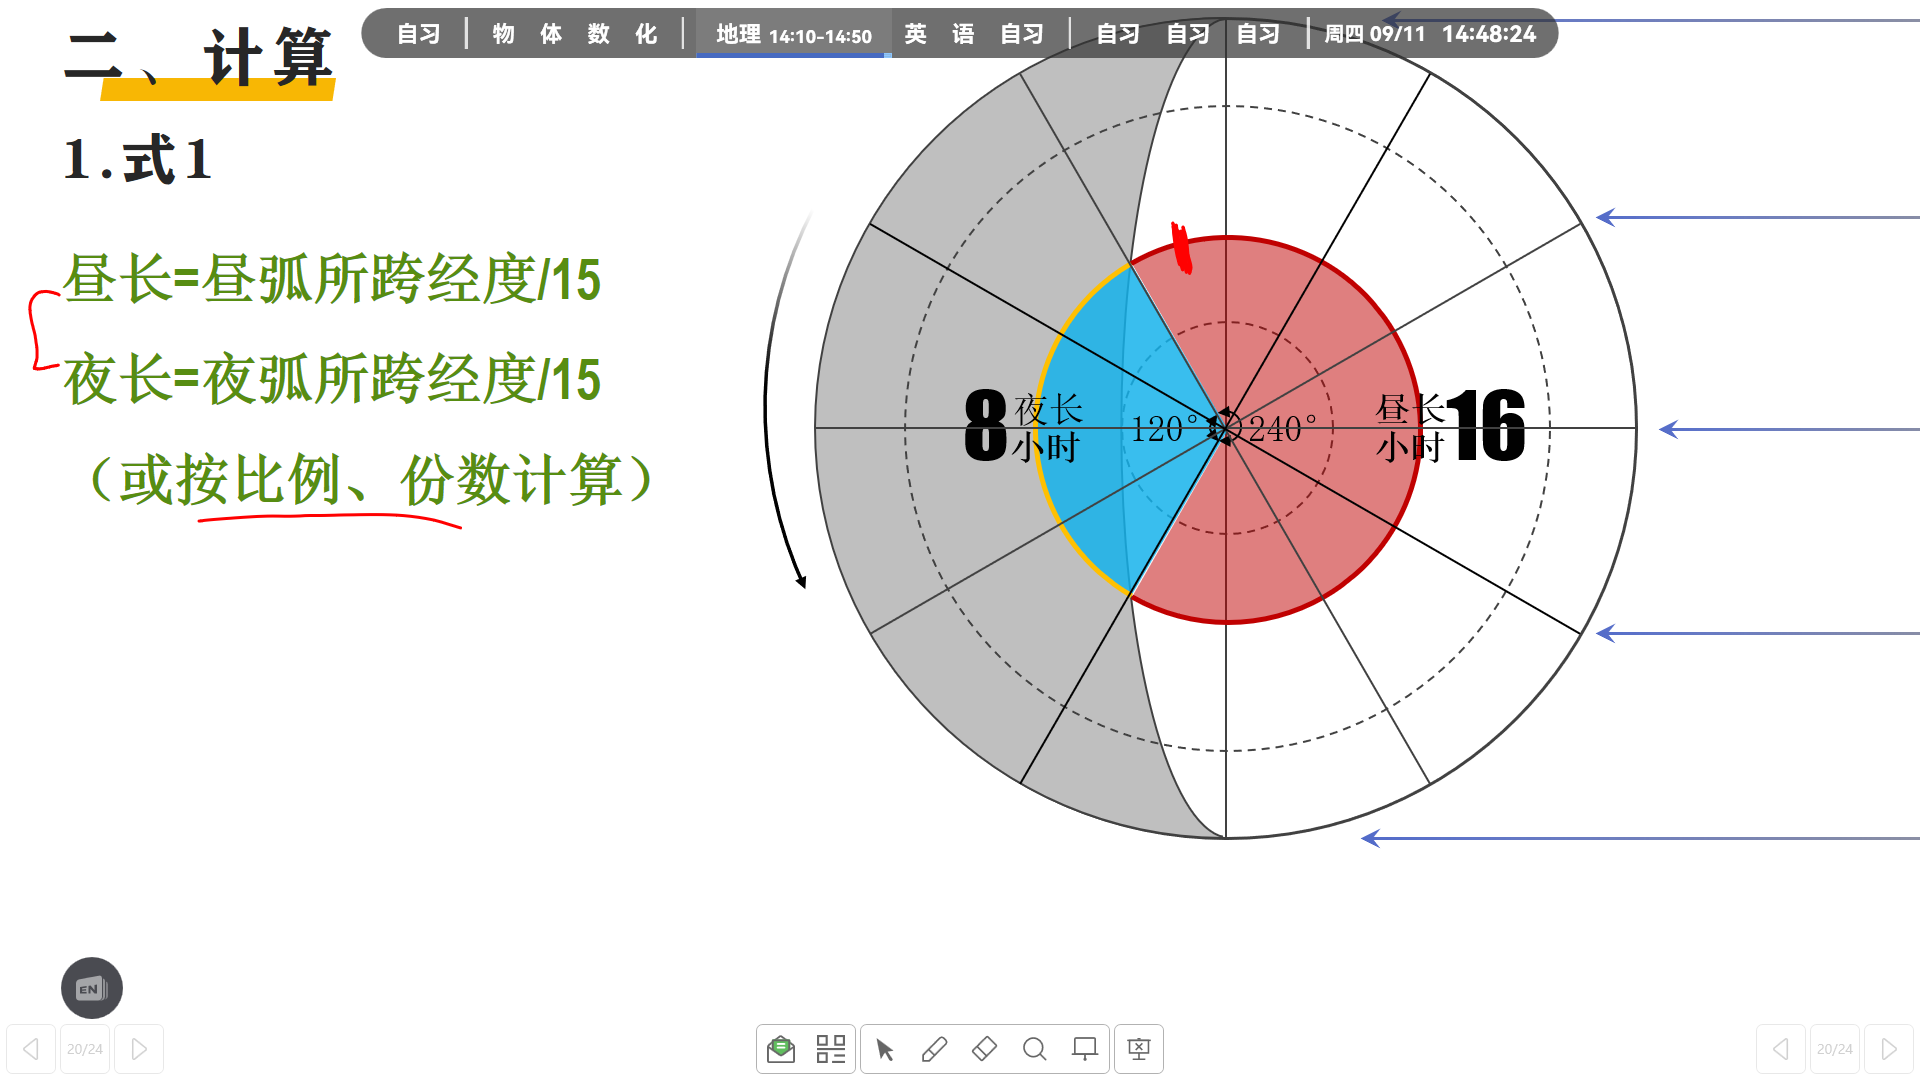 自习 | 物 体 数 化 | 地理 14:10-14:50 英 语 自习 | 自习 自习 自习 | 周四 09/11 14:48:24
二、计算
1.式1
昼长=昼弧所跨经度/15
夜长=夜弧所跨经度/15
（或按比例、份数计算）
8 夜长小时
120°
240°
昼长小时 16
EN
20/24
20/24